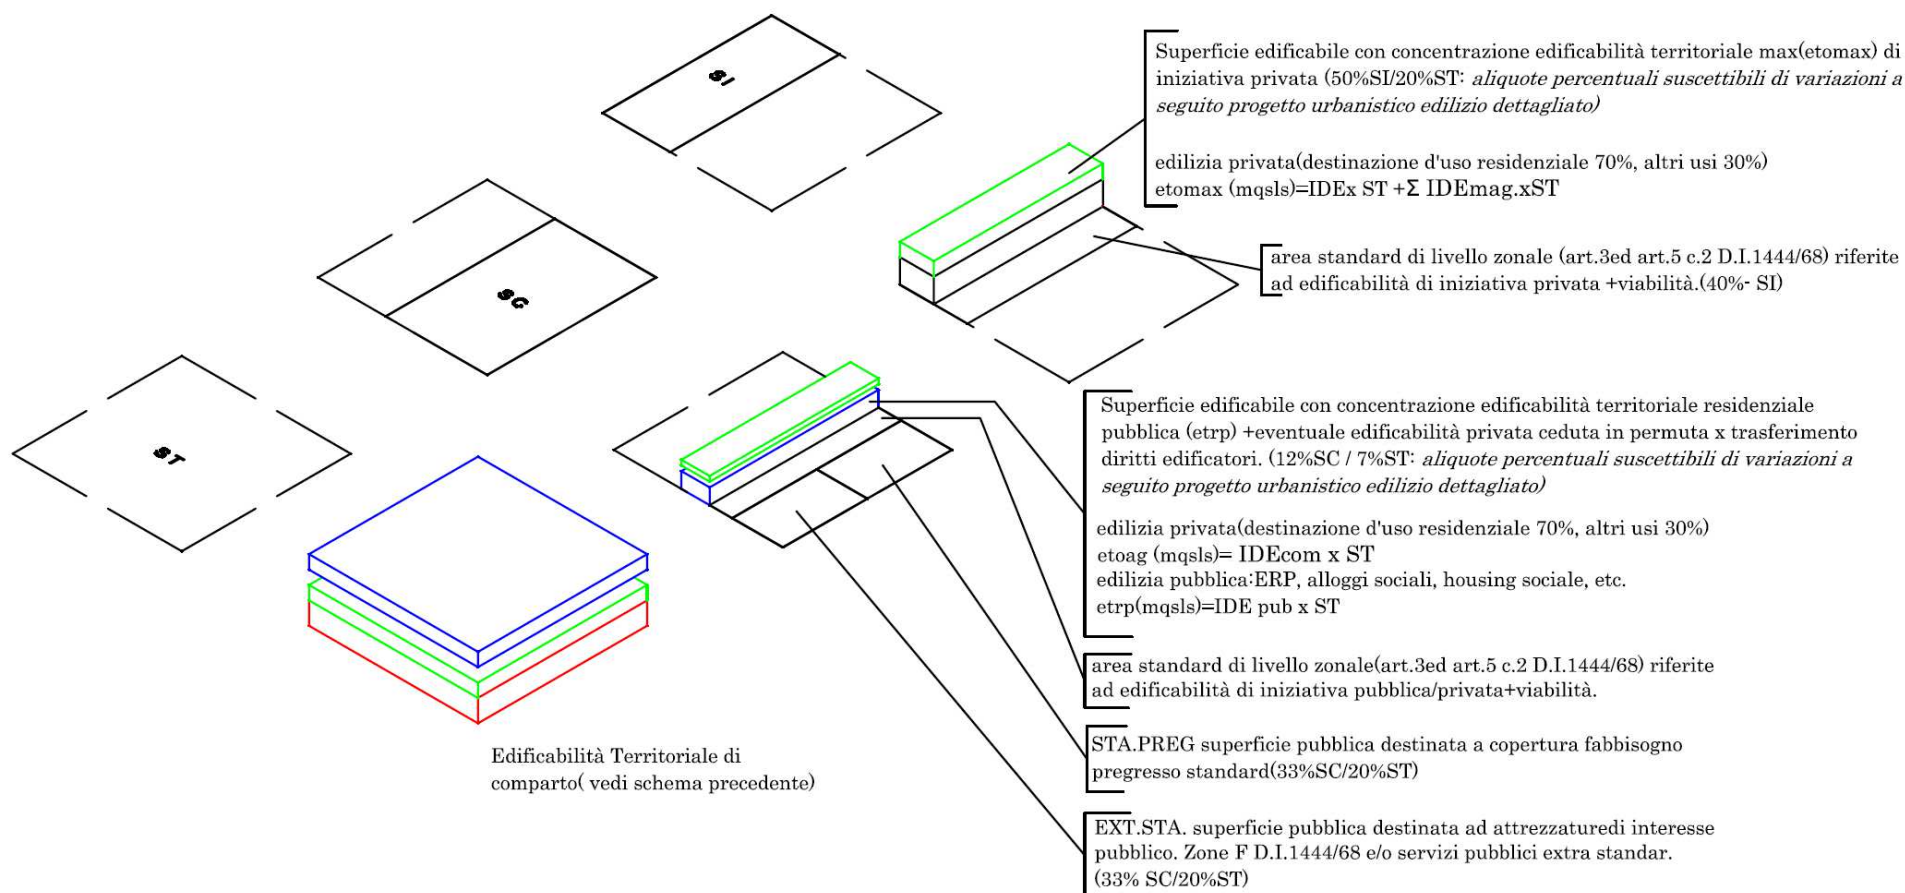 SI
SC
ST
Superficie edificabile con concentrazione edificabilità territoriale max(etomax) di
iniziativa privata (50%SI/20%ST: aliquote percentuali suscettibili di variazioni a
seguito progetto urbanistico edilizio dettagliato)
edilizia privata(destinazione d'uso residenziale 70%, altri usi 30%)
etomax (mqsls)=IDEx ST +Σ IDEmag.xST
area standard di livello zonale (art.3ed art.5 c.2 D.I.1444/68) riferite
ad edificabilità di iniziativa privata +viabilità.(40%- SI)
Superficie edificabile con concentrazione edificabilità territoriale residenziale
pubblica (etrp) +eventuale edificabilità privata ceduta in permuta x trasferimento
diritti edificatori. (12%SC / 7%ST: aliquote percentuali suscettibili di variazioni a
seguito progetto urbanistico edilizio dettagliato)
edilizia privata(destinazione d'uso residenziale 70%, altri usi 30%)
etoag (mqsls)= IDEcom x ST
edilizia pubblica:ERP, alloggi sociali, housing sociale, etc.
etrp(mqsls)=IDE pub x ST
area standard di livello zonale(art.3ed art.5 c.2 D.I.1444/68) riferite
ad edificabilità di iniziativa pubblica/privata+viabilità.
STA.PREG superficie pubblica destinata a copertura fabbisogno
pregresso standard(33%SC/20%ST)
EXT.STA. superficie pubblica destinata ad attrezzaturedi interesse
pubblico. Zone F D.I.1444/68 e/o servizi pubblici extra standar.
(33% SC/20%ST)
Edificabilità Territoriale di
comparto( vedi schema precedente)